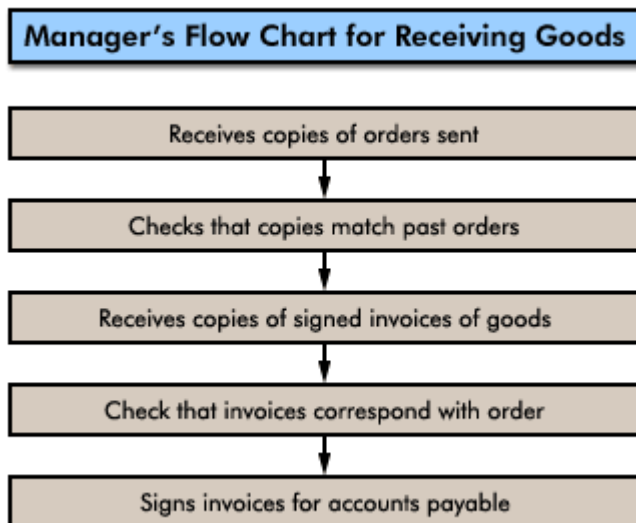 Manager's Flow Chart for Receiving Goods
Receives copies of orders sent
Checks that copies match past orders
Receives copies of signed invoices of goods
Check that invoices correspond with order
Signs invoices for accounts payable